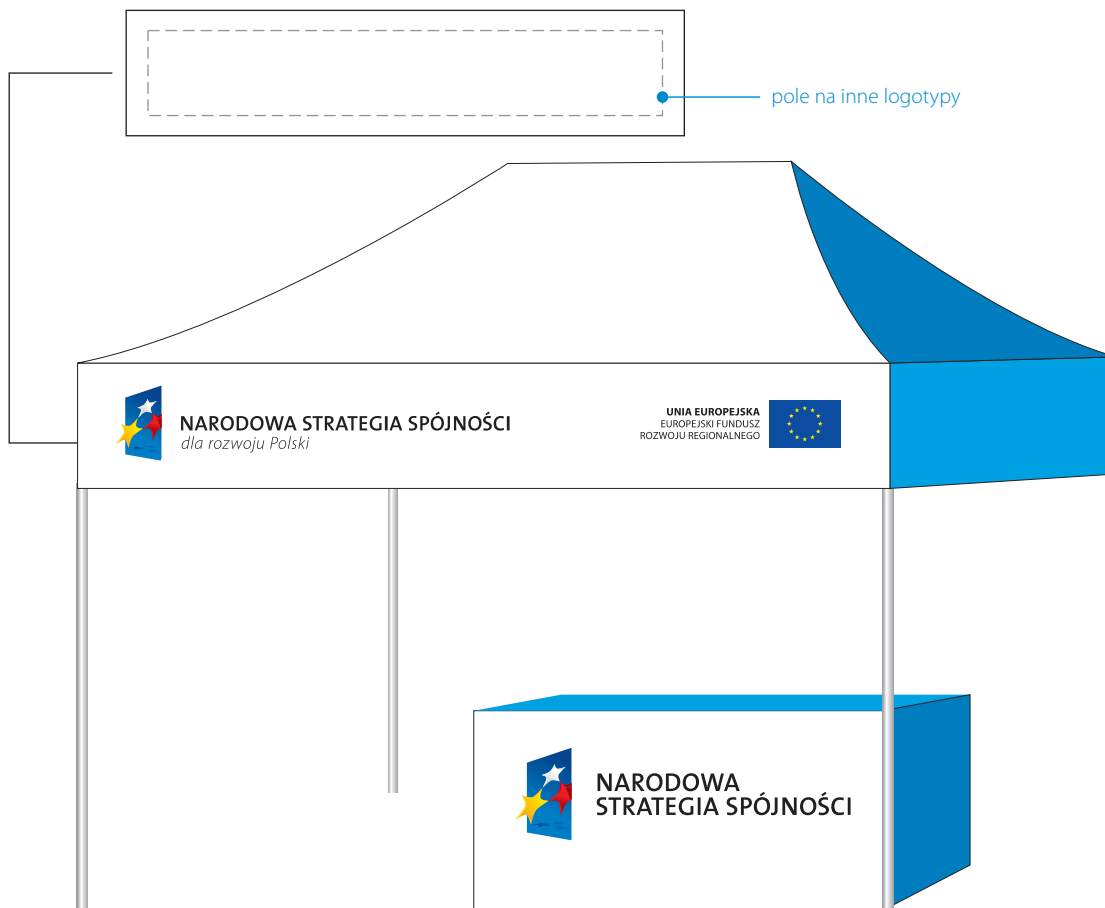 pole na inne logotypy
NARODOWA STRATEGIA SPÓJNOŚCI
dla rozwoju Polski
UNIA EUROPEJSKA
EUROPEJSKI FUNDUSZ
ROZWOJU REGIONALNEGO
NARODOWA
STRATEGIA SPÓJNOŚCI